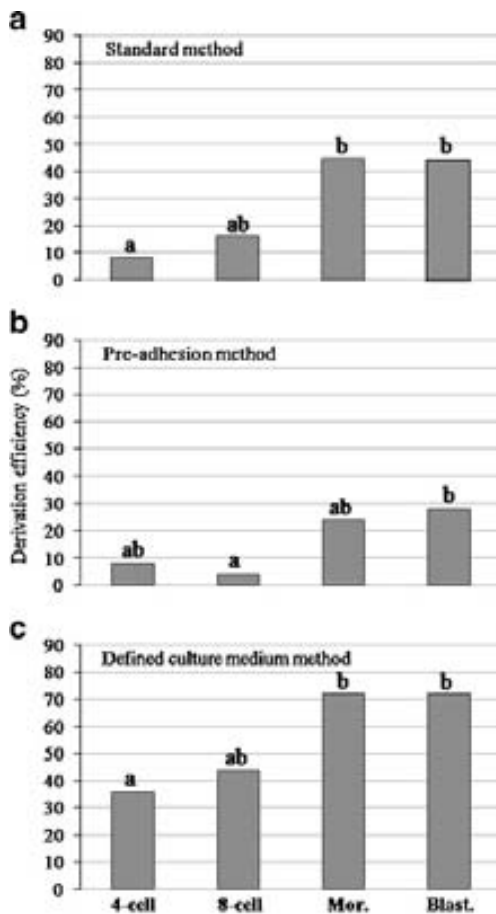 a
Standard method
90
80
70
60
50
40
30
20
10
0
a
ab
b
b
b
Pre-adhesion method
90
80
70
60
50
40
30
20
10
0
ab
a
ab
b
Derivation efficiency (%)
c
Defined culture medium method
90
80
70
60
50
40
30
20
10
0
a
ab
b
b
4-cell 8-cell Mor. Blast.